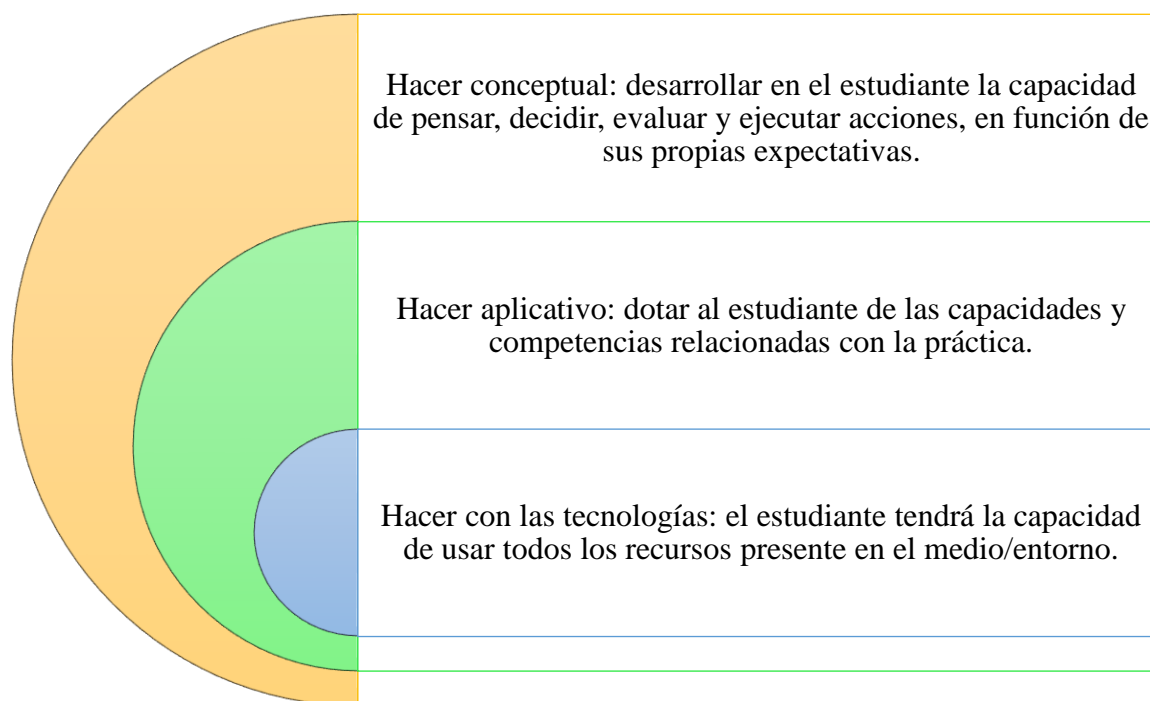 Hacer conceptual: desarrollar en el estudiante la capacidad
de pensar, decidir, evaluar y ejecutar acciones, en función de
sus propias expectativas.
Hacer aplicativo: dotar al estudiante de las capacidades y
competencias relacionadas con la práctica.
Hacer con las tecnologías: el estudiante tendrá la capacidad
de usar todos los recursos presente en el medio/entorno.